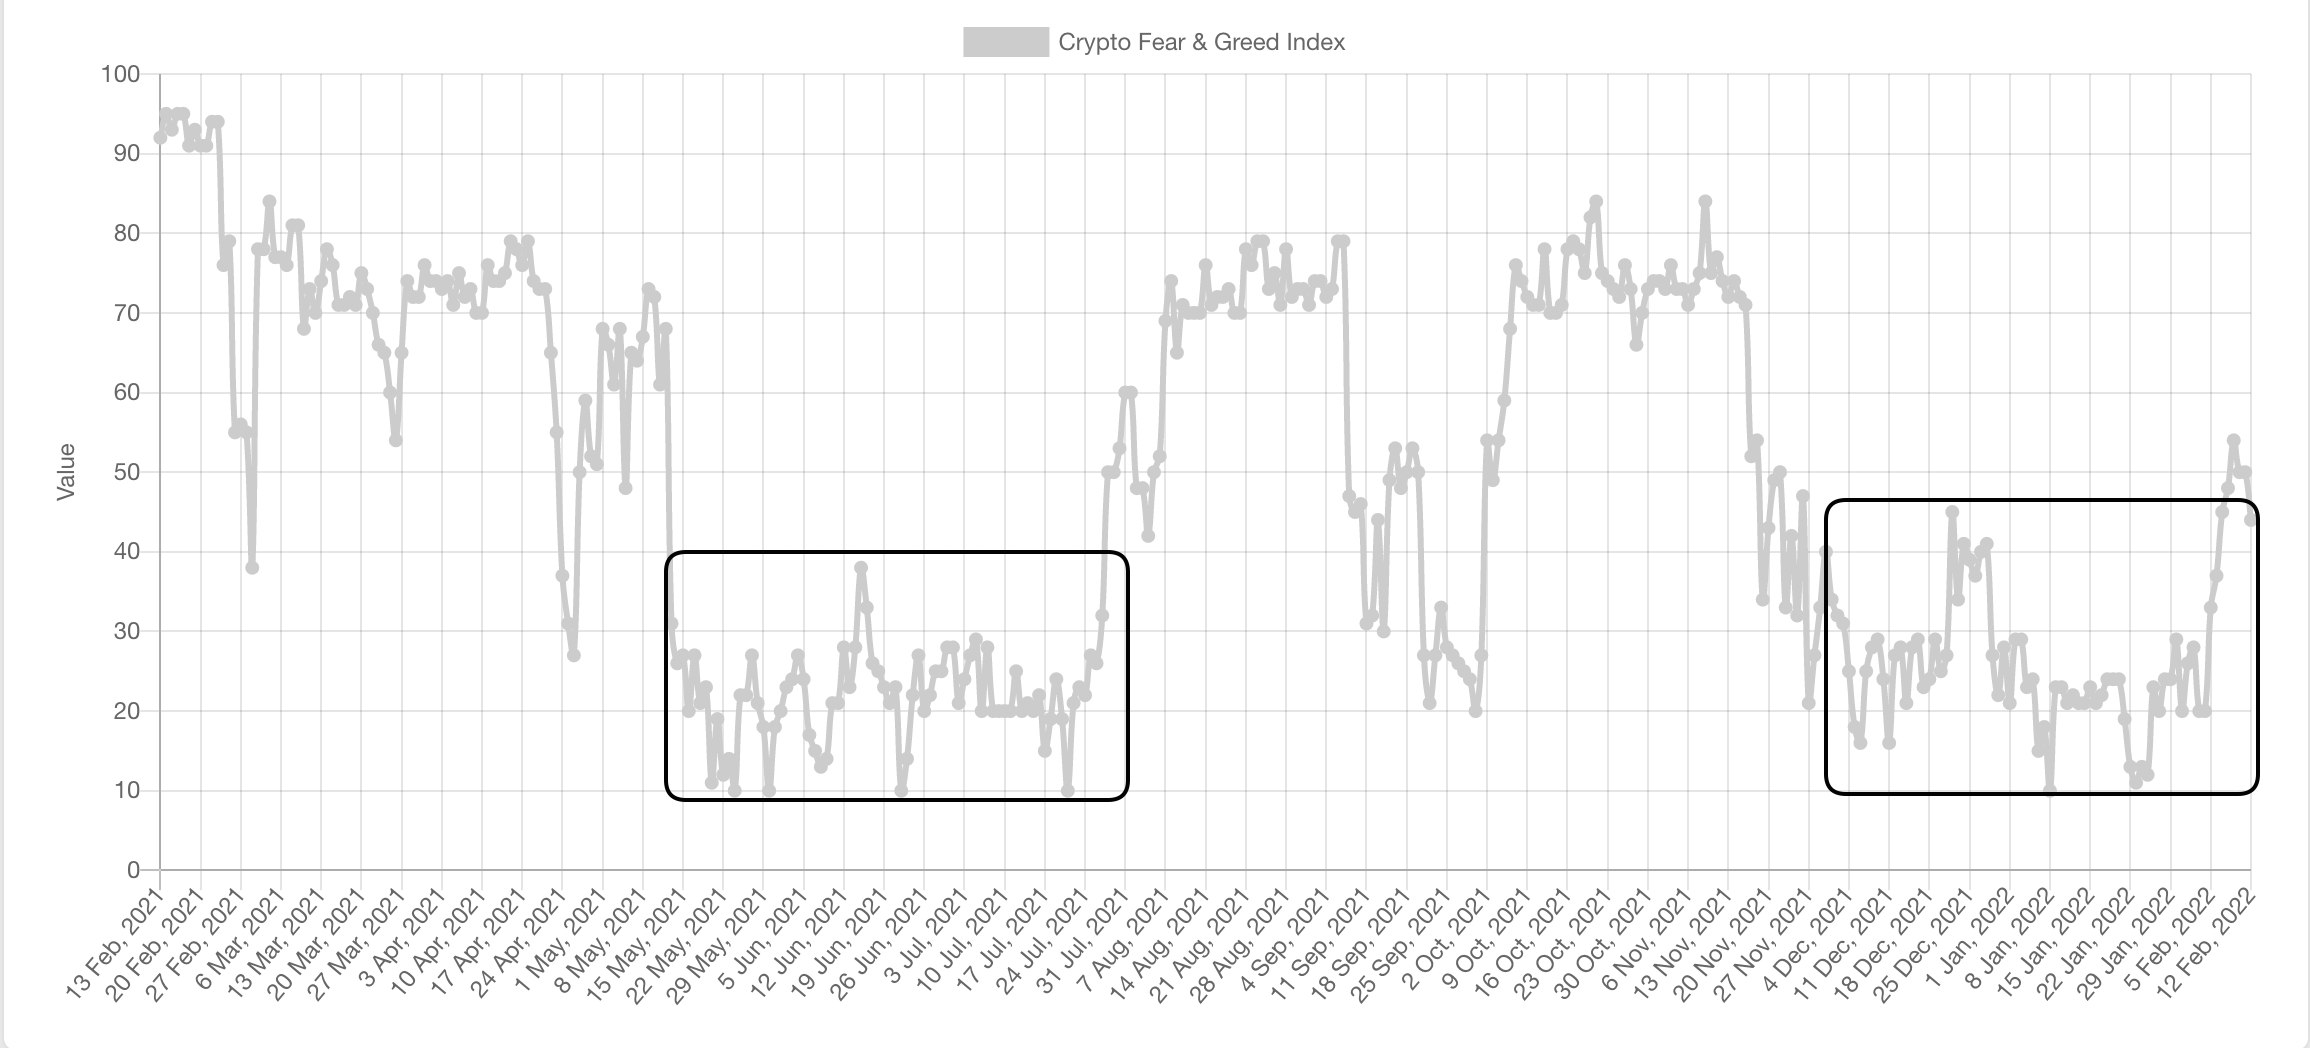 Crypto Fear & Greed Index
100
90
80
70
60
50
40
30
20
10
0
Value
13 Feb, 2021
20 Feb, 2021
27 Feb, 2021
6 Mar, 2021
13 Mar, 2021
20 Mar, 2021
27 Mar, 2021
3 Apr, 2021
10 Apr, 2021
17 Apr, 2021
24 Apr, 2021
1 May, 2021
8 May, 2021
15 May, 2021
22 May, 2021
29 May, 2021
5 Jun, 2021
12 Jun, 2021
19 Jun, 2021
26 Jun, 2021
3 Jul, 2021
10 Jul, 2021
17 Jul, 2021
24 Jul, 2021
31 Jul, 2021
7 Aug, 2021
14 Aug, 2021
21 Aug, 2021
28 Aug, 2021
4 Sep, 2021
11 Sep, 2021
18 Sep, 2021
25 Sep, 2021
2 Oct, 2021
9 Oct, 2021
16 Oct, 2021
23 Oct, 2021
30 Oct, 2021
6 Nov, 2021
13 Nov, 2021
20 Nov, 2021
27 Nov, 2021
4 Dec, 2021
11 Dec, 2021
18 Dec, 2021
25 Dec, 2021
1 Jan, 2022
8 Jan, 2022
15 Jan, 2022
22 Jan, 2022
29 Jan, 2022
5 Feb, 2022
12 Feb, 2022